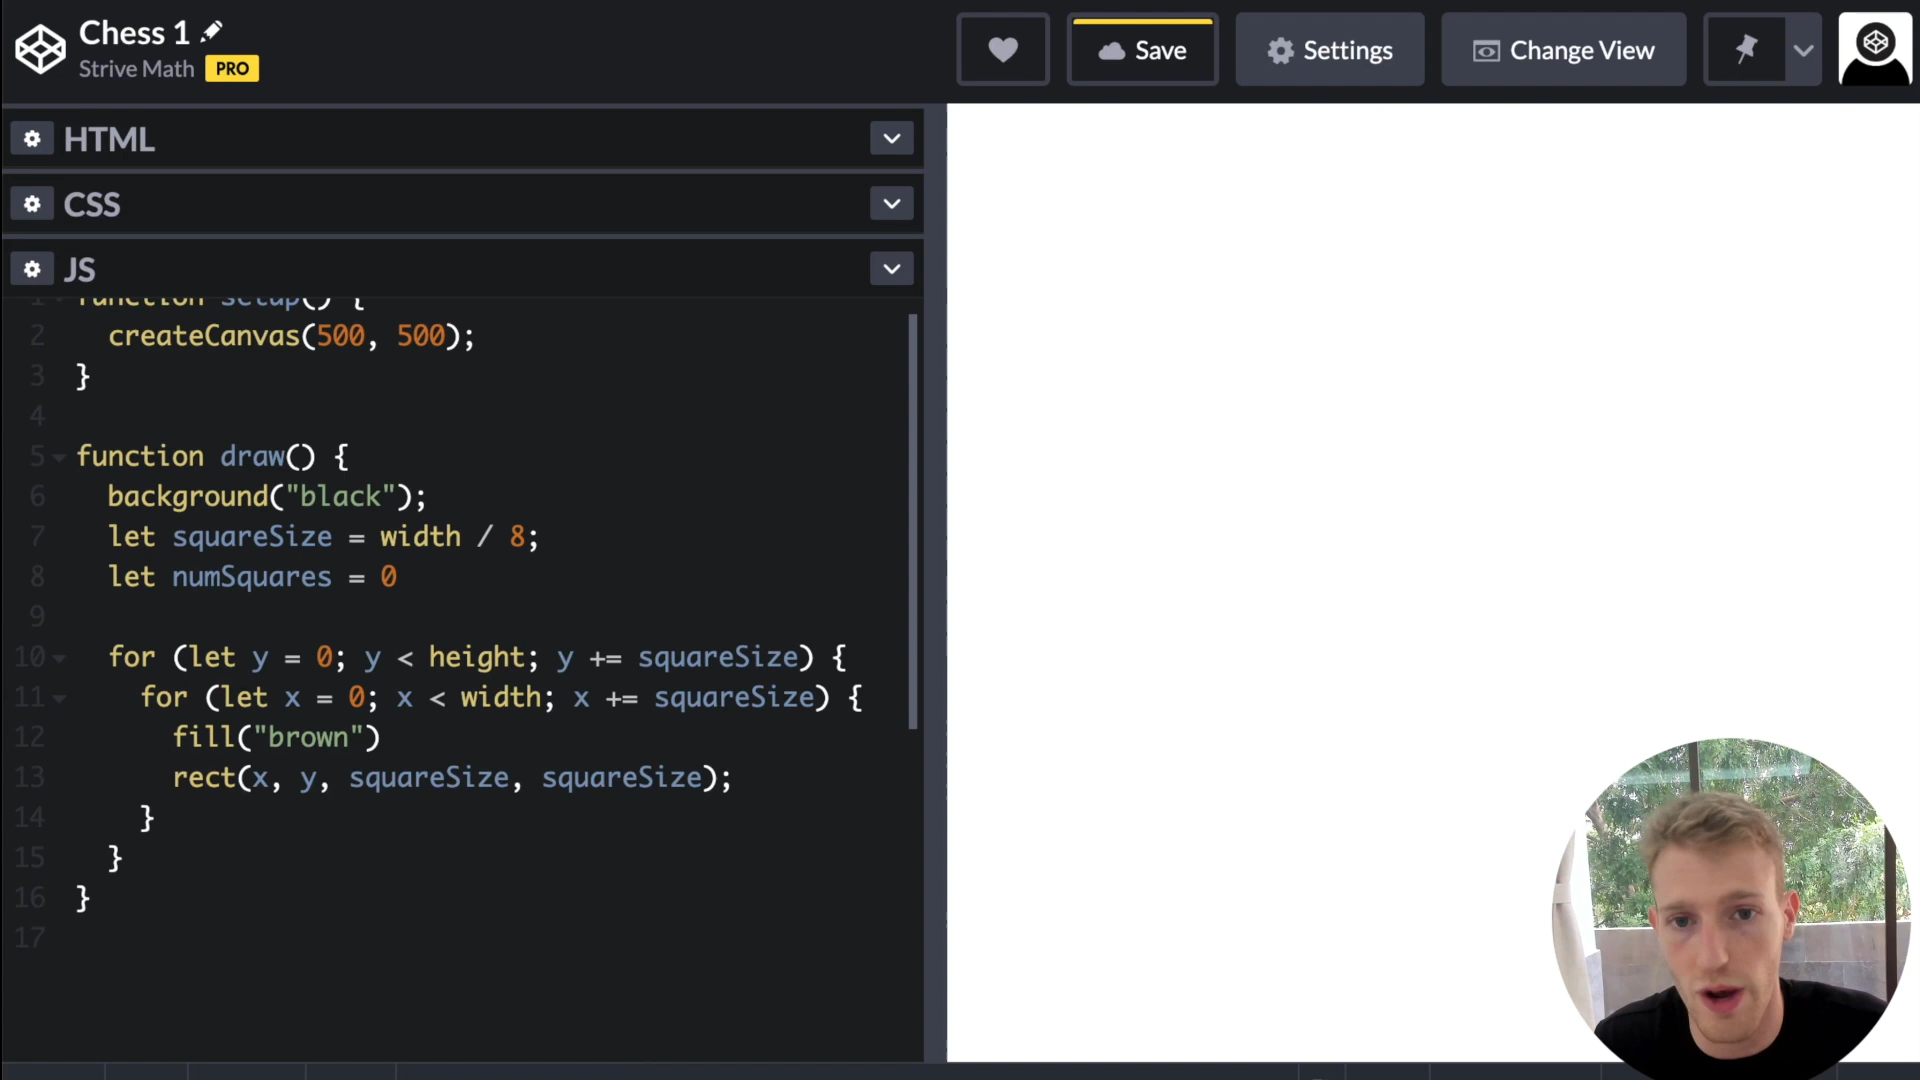 Chess 1
Strive Math PRO
Save
Settings
Change View
HTML
CSS
JS
1 function setup() {
2 createCanvas(500, 500);
3 }
4
5 function draw() {
6 background("black");
7 let squareSize = width / 8;
8 let numSquares = 0
9
10 for (let y = 0; y < height; y += squareSize) {
11 for (let x = 0; x < width; x += squareSize) {
12 fill("brown")
13 rect(x, y, squareSize, squareSize);
14 }
15 }
16 }
17